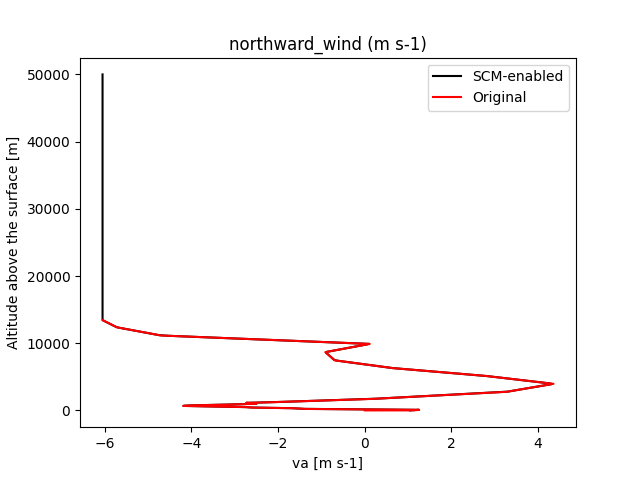 northward_wind (m s-1)
SCM-enabled
Original
Altitude above the surface [m]
50000
40000
30000
20000
10000
0
−6
−4
−2
0
2
4
va [m s-1]